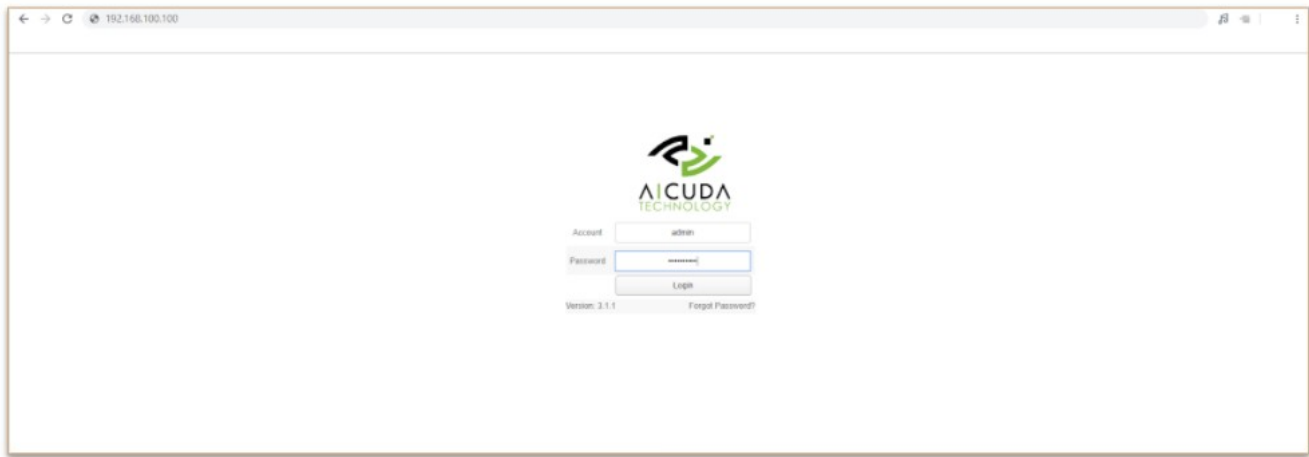 192.168.100.100
AICUDA
TECHNOLOGY
Account admin
Password ••••••••••
Login
Version: 3.1.1 Forgot Password?